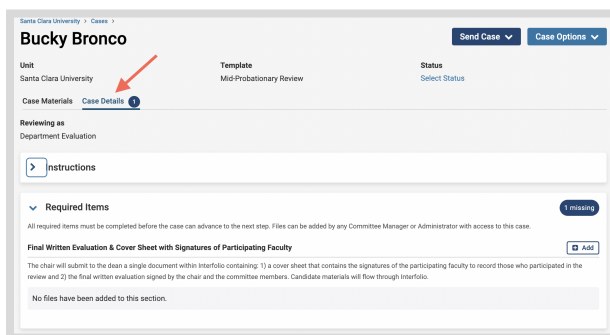 Santa Clara University > Cases >
Bucky Bronco
Send Case
Case Options
Unit
Template
Status
Santa Clara University
Mid-Probationary Review
Select Status
Case Materials
Case Details
1
Reviewing as
Department Evaluation
nstructions
Required Items
1 missing
All required items must be completed before the case can advance to the next step. Files can be added by any Committee Manager or Administrator with access to this case.
Final Written Evaluation & Cover Sheet with Signatures of Participating Faculty
Add
The chair will submit to the dean a single document within Interfolio containing: 1) a cover sheet that contains the signatures of the participating faculty to record those who participated in the
review and 2) the final written evaluation signed by the chair and the committee members. Candidate materials will flow through Interfolio.
No files have been added to this section.